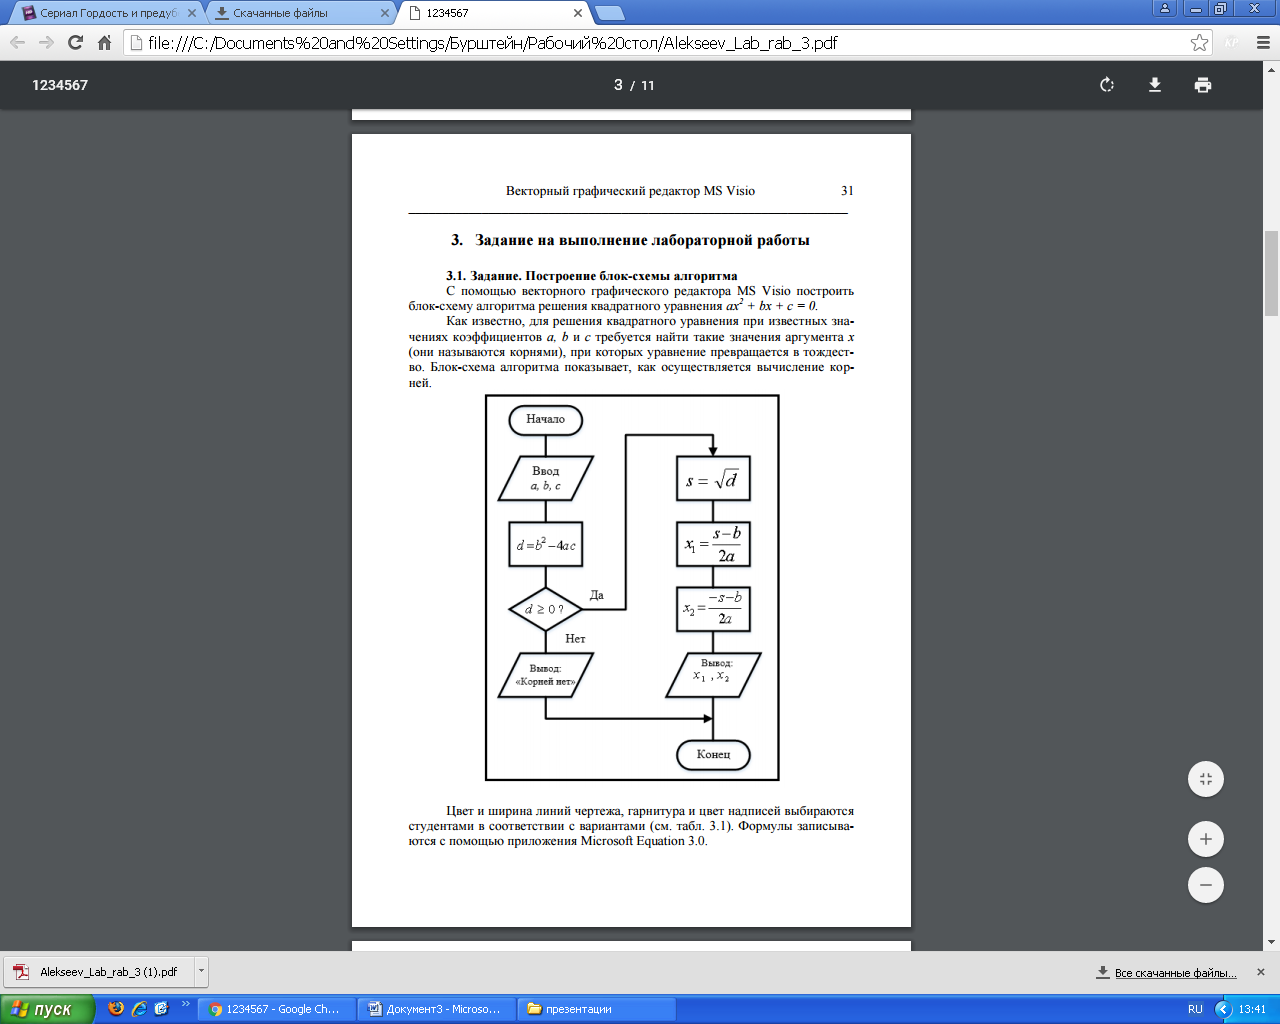 Сериал Гордость и предуб
Скачанные файлы
1234567
file:///C:/Documents%20and%20Settings/Бурштейн/Рабочий%20стол/Alekseev_Lab_rab_3.pdf
1234567
3 / 11
Векторный графический редактор MS Visio 31
3. Задание на выполнение лабораторной работы
3.1. Задание. Построение блок-схемы алгоритма
С помощью векторного графического редактора MS Visio построить
блок-схему алгоритма решения квадратного уравнения ax² + bx + c = 0.
Как известно, для решения квадратного уравнения при известных зна-
чениях коэффициентов a, b и c требуется найти такие значения аргумента x
(они называются корнями), при которых уравнение превращается в тождест-
во. Блок-схема алгоритма показывает, как осуществляется вычисление кор-
ней.
Начало
Ввод
a, b, c
d=b²−4ac
d ≥ 0 ?
Да
Нет
Вывод:
«Корней нет»
s = √d
x₁ = (s−b)/2a
x₂ = (−s−b)/2a
Вывод:
x₁ , x₂
Конец
Цвет и ширина линий чертежа, гарнитура и цвет надписей выбираются
студентами в соответствии с вариантами (см. табл. 3.1). Формулы записыва-
ются с помощью приложения Microsoft Equation 3.0.
Alekseev_Lab_rab_3 (1).pdf
Все скачанные файлы...
пуск
1234567 - Google Ch...
Документ3 - Microso...
презентации
RU
13:41